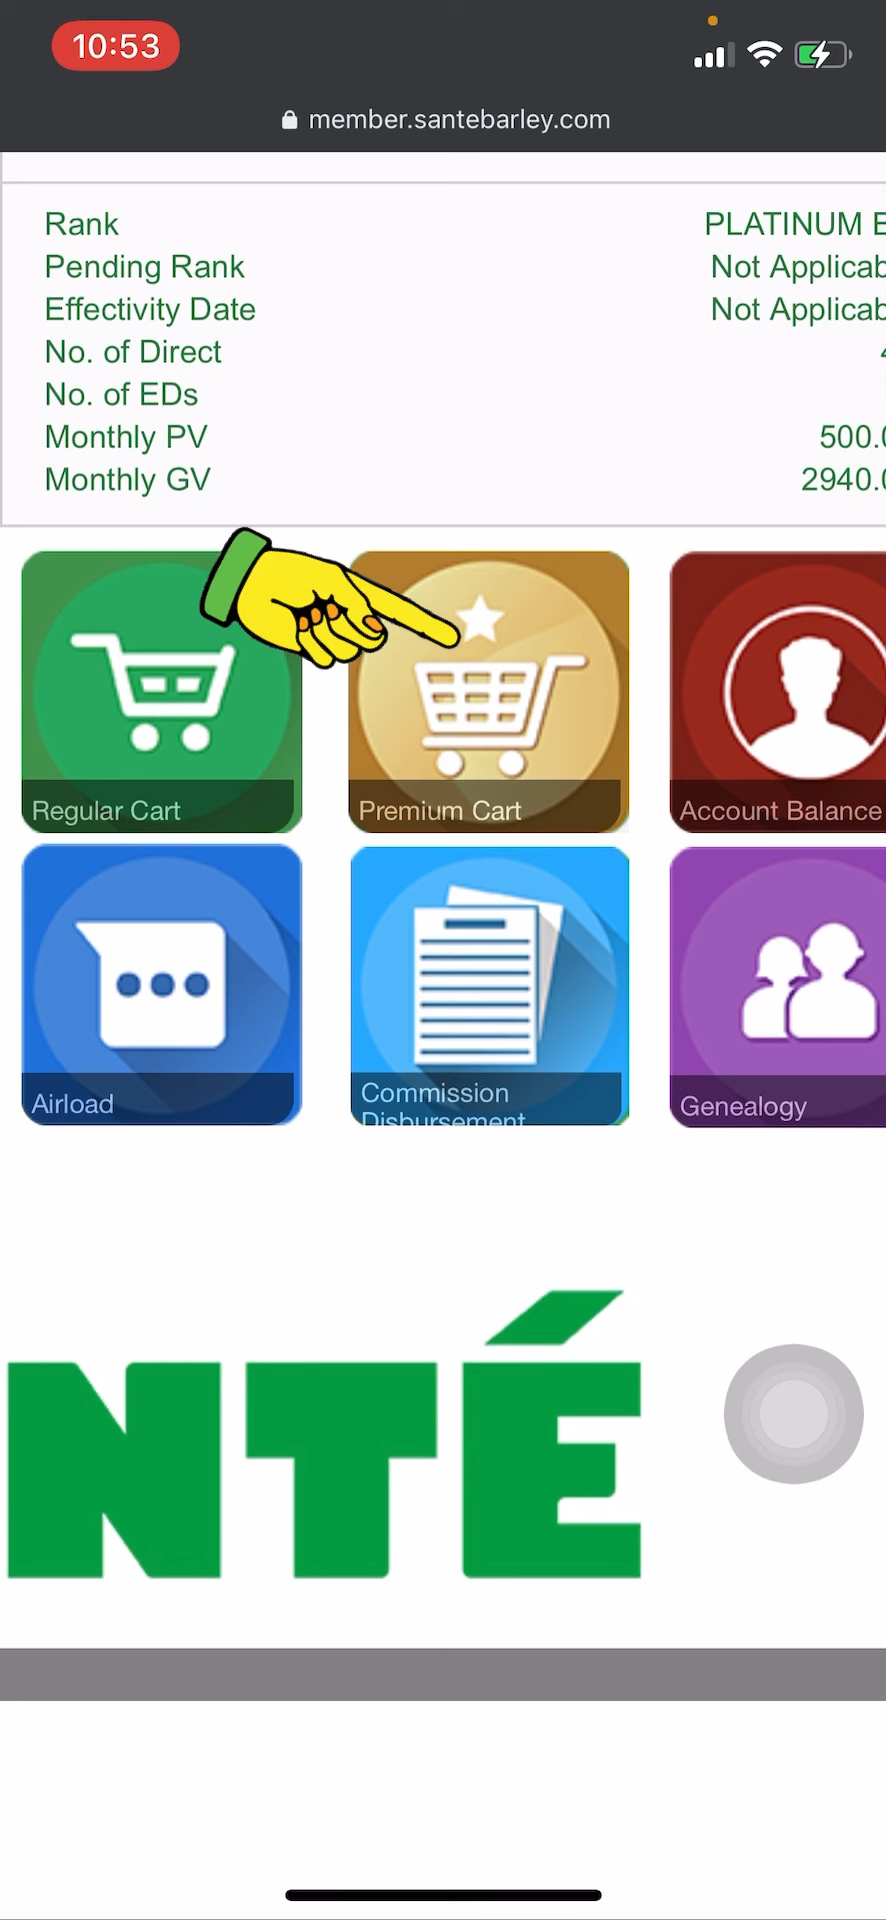 10:53
member.santebarley.com
Rank PLATINUM E
Pending Rank Not Applicab
Effectivity Date Not Applicab
No. of Direct
No. of EDs
Monthly PV 500.0
Monthly GV 2940.0
Regular Cart
Premium Cart
Account Balance
Airload
Commission
Disbursement
Genealogy
NTÉ